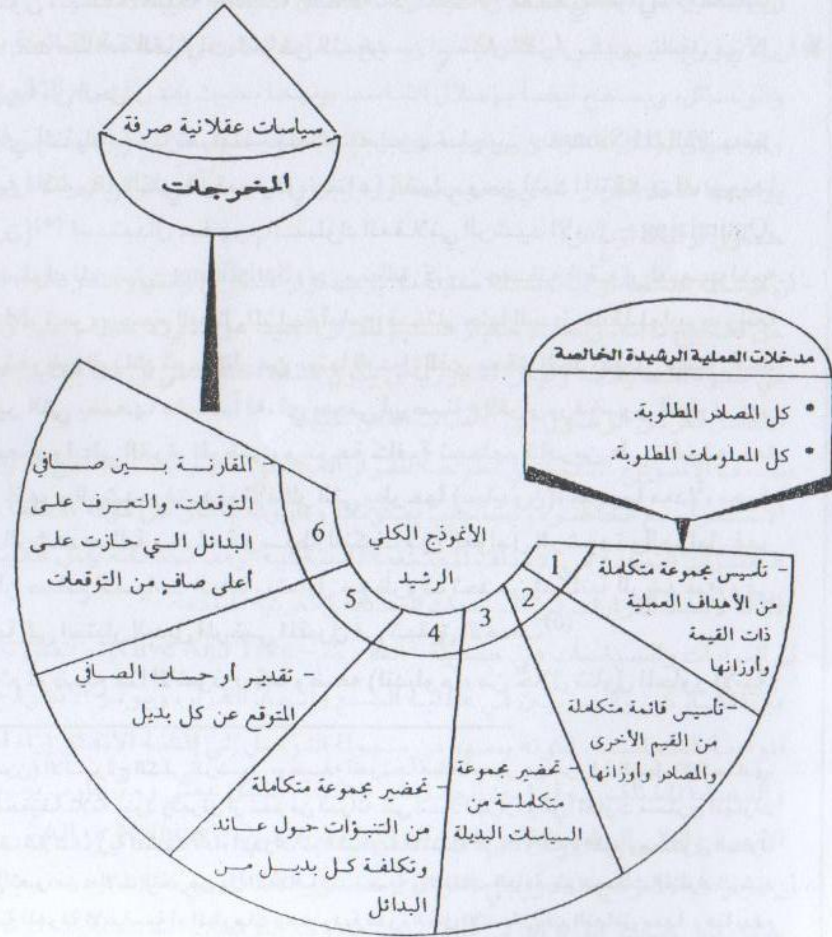 سياسات عقلانية صرفة
المتخرجات
مدخلات العملية الرشيدة الخالصة
* كل المصادر المطلوبة.
* كل المعلومات المطلوبة.
الأنموذج الكلي
الرشيد
1
- تأسيس مجموعة متكاملة
من الأهداف العملية
ذات القيمة
وأوزانها
2
- تأسيس قائمة متكاملة
من القيم الأخرى
والمصادر وأوزانها
3
- تحضير مجموعة
متكاملة من
السياسات البديلة
4
- تحضير مجموعة متكاملة
من التنبؤات حول عائد
وتكلفة كل بديل من
البدائل
5
- تقدير أو حساب الصافي
المتوقع عن كل بديل
6
- المقارنة بين صافي
التوقعات، والتعرف على
البدائل التي حازت على
أعلى صافٍ من التوقعات